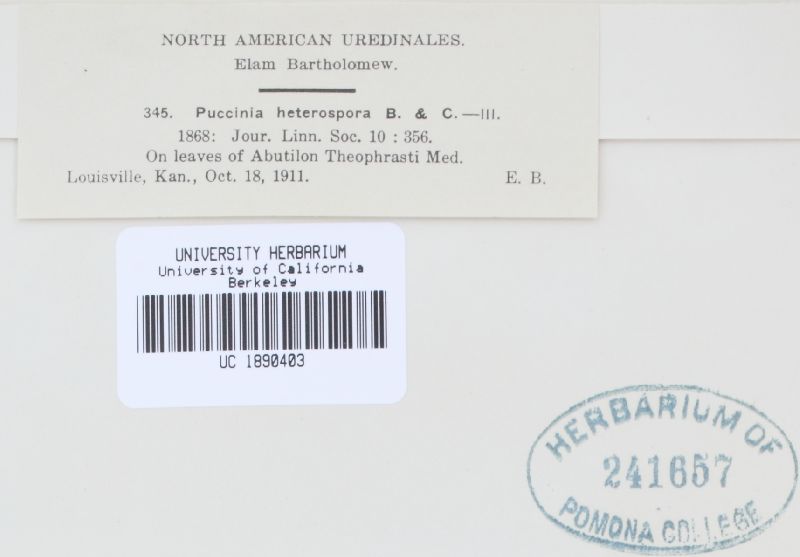 NORTH AMERICAN UREDINALES.
Elam Bartholomew.
345. Puccinia heterospora B. & C.—III.
1868: Jour. Linn. Soc. 10 : 356.
On leaves of Abutilon Theophrasti Med.
Louisville, Kan., Oct. 18, 1911. E. B.
UNIVERSITY HERBARIUM
University of California
Berkeley
UC 1890403
HERBARIUM OF
241657
POMONA COLLEGE